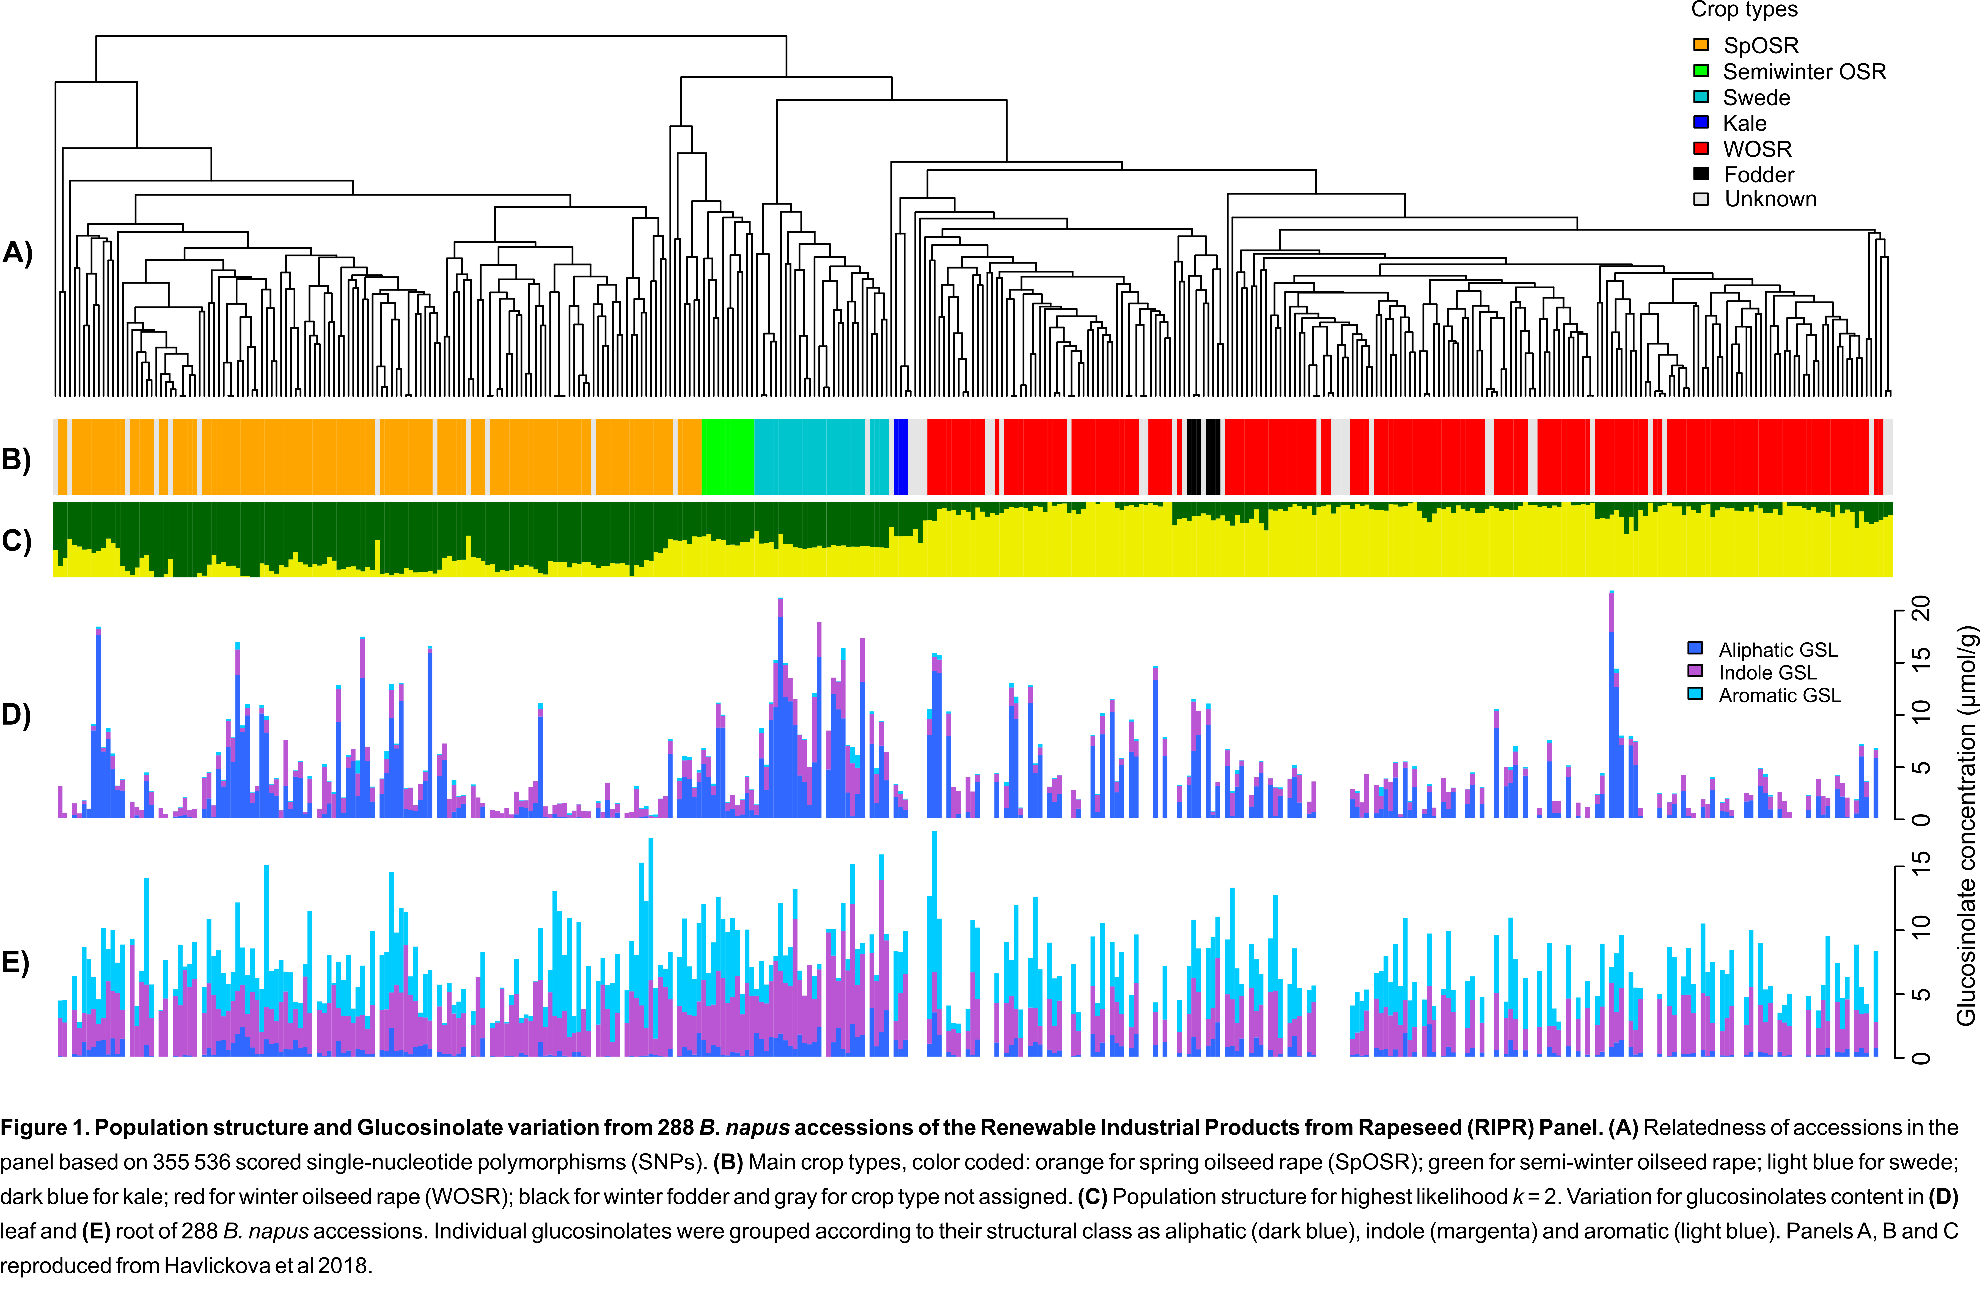 Crop types
SpOSR
Semiwinter OSR
Swede
Kale
WOSR
Fodder
Unknown
A)
B)
C)
D)
E)
Aliphatic GSL
Indole GSL
Aromatic GSL
0
5
10
15
20
0
5
10
15
Glucosinolate concentration (µmol/g)
Figure 1. Population structure and Glucosinolate variation from 288 B. napus accessions of the Renewable Industrial Products from Rapeseed (RIPR) Panel. (A) Relatedness of accessions in the
panel based on 355 536 scored single-nucleotide polymorphisms (SNPs). (B) Main crop types, color coded: orange for spring oilseed rape (SpOSR); green for semi-winter oilseed rape; light blue for swede;
dark blue for kale; red for winter oilseed rape (WOSR); black for winter fodder and gray for crop type not assigned. (C) Population structure for highest likelihood k = 2. Variation for glucosinolates content in (D)
leaf and (E) root of 288 B. napus accessions. Individual glucosinolates were grouped according to their structural class as aliphatic (dark blue), indole (margenta) and aromatic (light blue). Panels A, B and C
reproduced from Havlickova et al 2018.